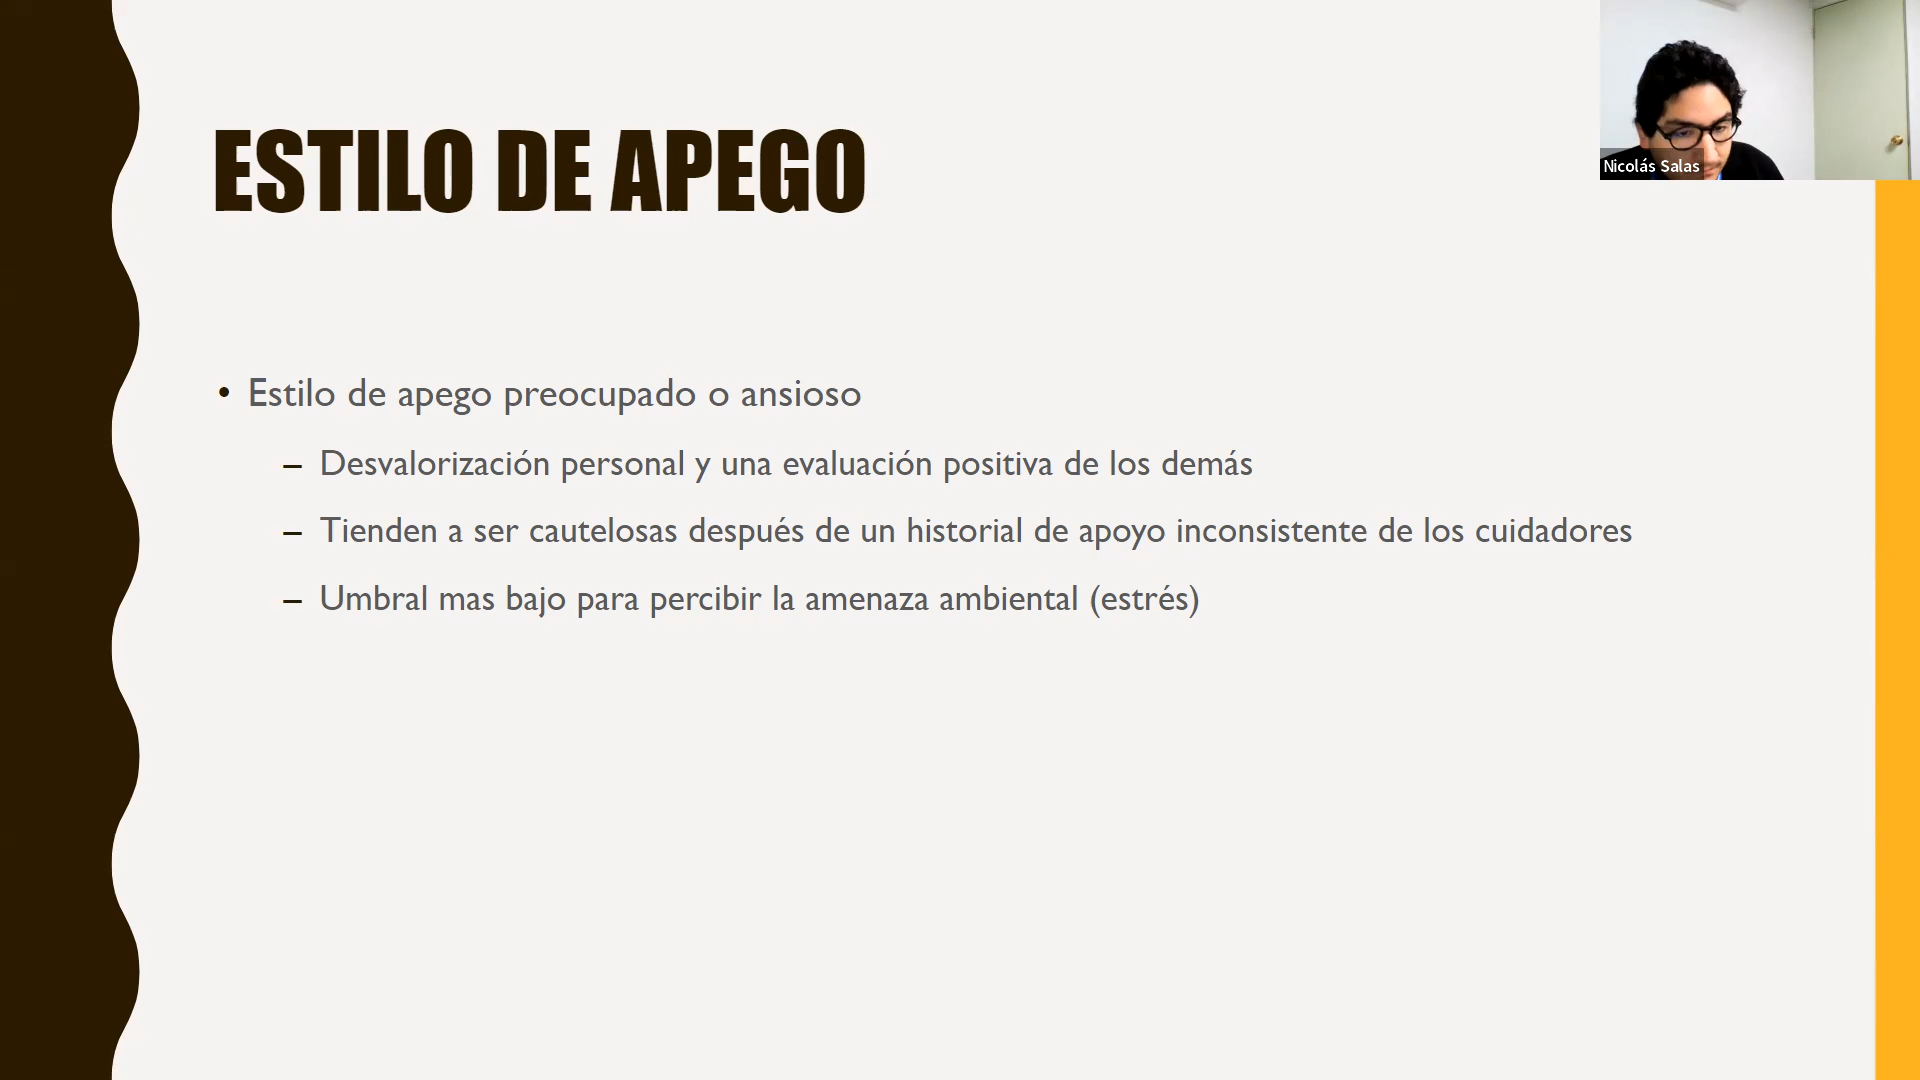 ESTILO DE APEGO
Nicolás Salas
• Estilo de apego preocupado o ansioso
– Desvalorización personal y una evaluación positiva de los demás
– Tienden a ser cautelosas después de un historial de apoyo inconsistente de los cuidadores
– Umbral mas bajo para percibir la amenaza ambiental (estrés)